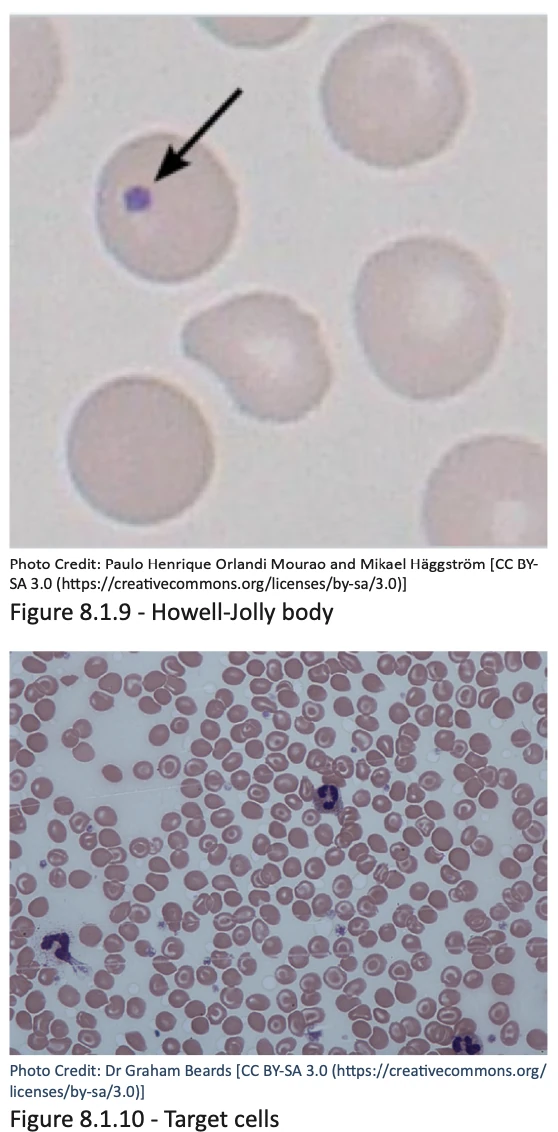 Photo Credit: Paulo Henrique Orlandi Mourao and Mikael Häggström [CC BY-
SA 3.0 (https://creativecommons.org/licenses/by-sa/3.0)]
Figure 8.1.9 - Howell-Jolly body
Photo Credit: Dr Graham Beards [CC BY-SA 3.0 (https://creativecommons.org/
licenses/by-sa/3.0)]
Figure 8.1.10 - Target cells